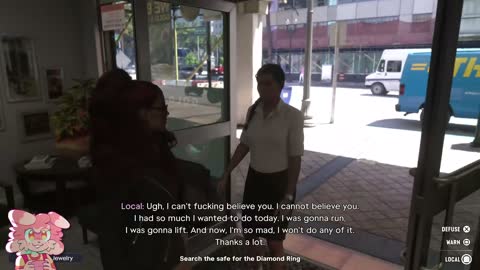 Local: Ugh, I can't fucking believe you. I cannot believe you.
I had so much I wanted to do today. I was gonna run,
I was gonna lift. And now, I'm so mad, I won't do any of it.
Thanks a lot.
Search the safe for the Diamond Ring
DEFUSE
WARN
LOCAL
Jewelry